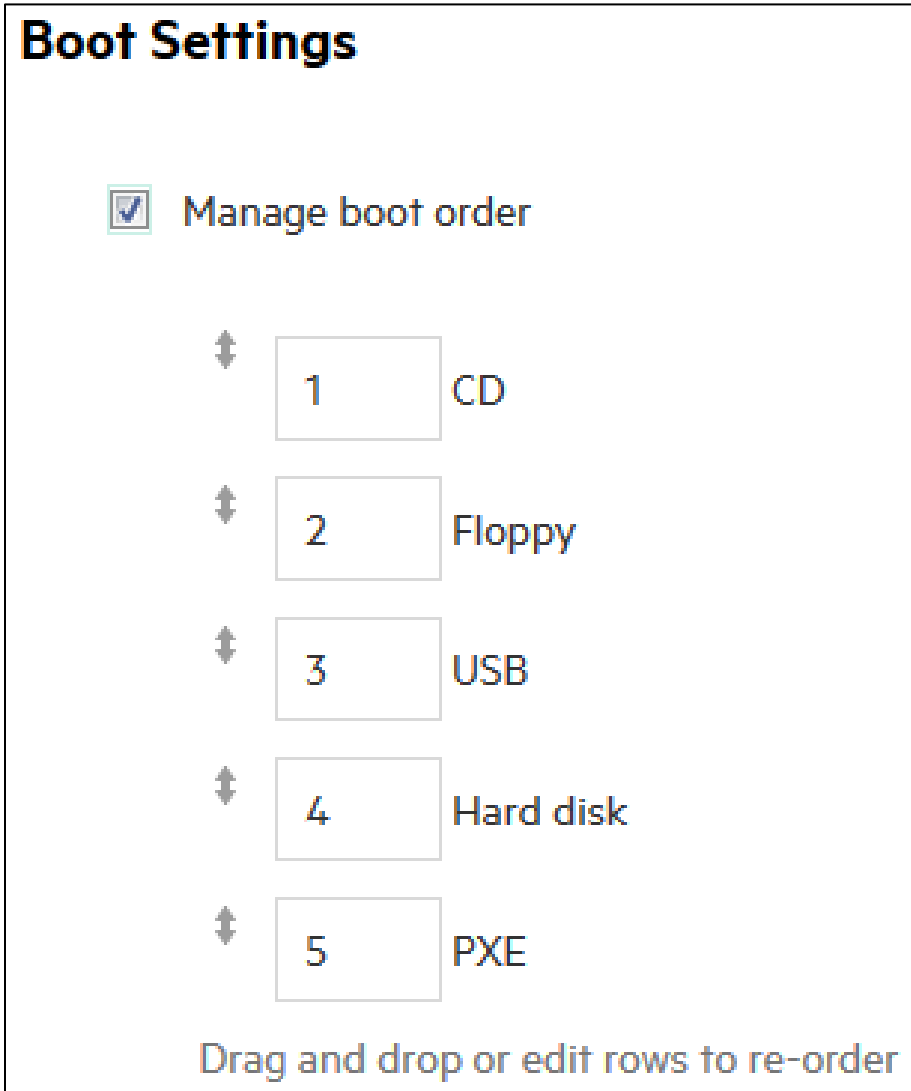 Boot Settings
Manage boot order
1 CD
2 Floppy
3 USB
4 Hard disk
5 PXE
Drag and drop or edit rows to re-order